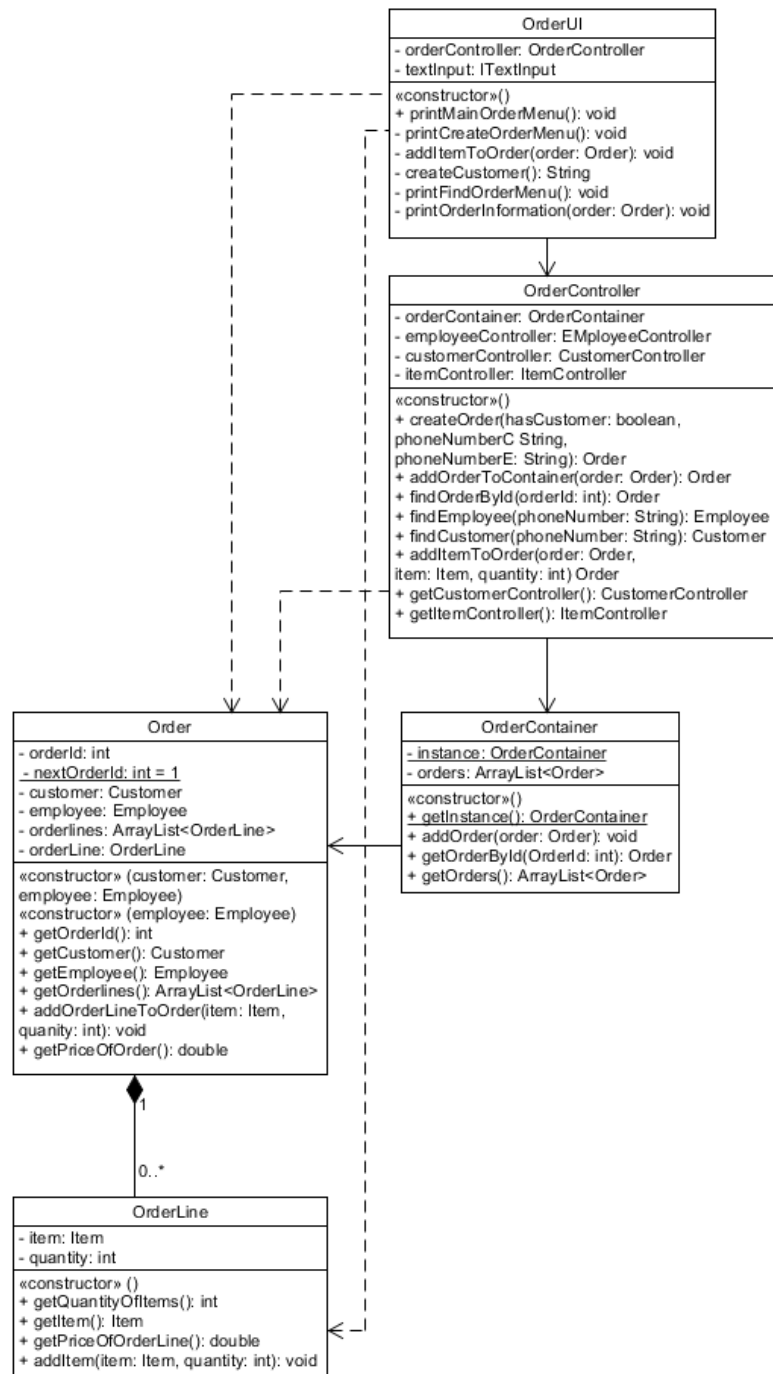 OrderUI
- orderController: OrderController
- textInput: ITextInput
«constructor»()
+ printMainOrderMenu(): void
- printCreateOrderMenu(): void
- addItemToOrder(order: Order): void
- createCustomer(): String
- printFindOrderMenu(): void
- printOrderInformation(order: Order): void
OrderController
- orderContainer: OrderContainer
- employeeController: EMployeeController
- customerController: CustomerController
- itemController: ItemController
«constructor»()
+ createOrder(hasCustomer: boolean,
phoneNumberC String,
phoneNumberE: String): Order
+ addOrderToContainer(order: Order): Order
+ findOrderById(orderId: int): Order
+ findEmployee(phoneNumber: String): Employee
+ findCustomer(phoneNumber: String): Customer
+ addItemToOrder(order: Order,
item: Item, quantity: int) Order
+ getCustomerController(): CustomerController
+ getItemController(): ItemController
Order
- orderId: int
- nextOrderId: int = 1
- customer: Customer
- employee: Employee
- orderlines: ArrayList<OrderLine>
- orderLine: OrderLine
«constructor» (customer: Customer,
employee: Employee)
«constructor» (employee: Employee)
+ getOrderId(): int
+ getCustomer(): Customer
+ getEmployee(): Employee
+ getOrderlines(): ArrayList<OrderLine>
+ addOrderLineToOrder(item: Item,
quanity: int): void
+ getPriceOfOrder(): double
OrderContainer
- instance: OrderContainer
- orders: ArrayList<Order>
«constructor»()
+ getInstance(): OrderContainer
+ addOrder(order: Order): void
+ getOrderById(OrderId: int): Order
+ getOrders(): ArrayList<Order>
1
0..*
OrderLine
- item: Item
- quantity: int
«constructor» ()
+ getQuantityOfItems(): int
+ getItem(): Item
+ getPriceOfOrderLine(): double
+ addItem(item: Item, quantity: int): void